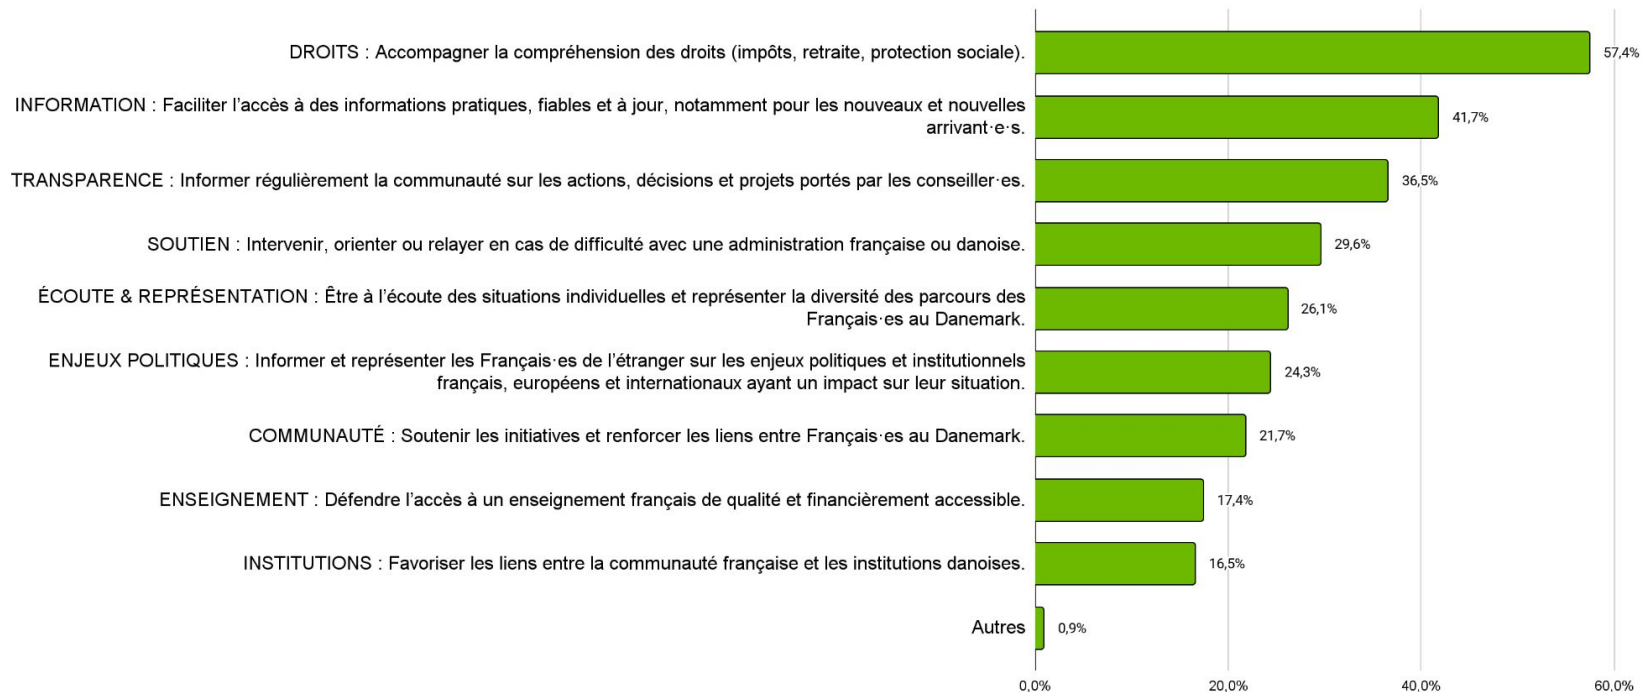 DROITS : Accompagner la compréhension des droits (impôts, retraite, protection sociale).
57,4%
INFORMATION : Faciliter l’accès à des informations pratiques, fiables et à jour, notamment pour les nouveaux et nouvelles
arrivant·e·s.
41,7%
TRANSPARENCE : Informer régulièrement la communauté sur les actions, décisions et projets portés par les conseiller·es.
36,5%
SOUTIEN : Intervenir, orienter ou relayer en cas de difficulté avec une administration française ou danoise.
29,6%
ÉCOUTE & REPRÉSENTATION : Être à l’écoute des situations individuelles et représenter la diversité des parcours des
Français·es au Danemark.
26,1%
ENJEUX POLITIQUES : Informer et représenter les Français·es de l’étranger sur les enjeux politiques et institutionnels
français, européens et internationaux ayant un impact sur leur situation.
24,3%
COMMUNAUTÉ : Soutenir les initiatives et renforcer les liens entre Français·es au Danemark.
21,7%
ENSEIGNEMENT : Défendre l’accès à un enseignement français de qualité et financièrement accessible.
17,4%
INSTITUTIONS : Favoriser les liens entre la communauté française et les institutions danoises.
16,5%
Autres
0,9%
0,0% 20,0% 40,0% 60,0%